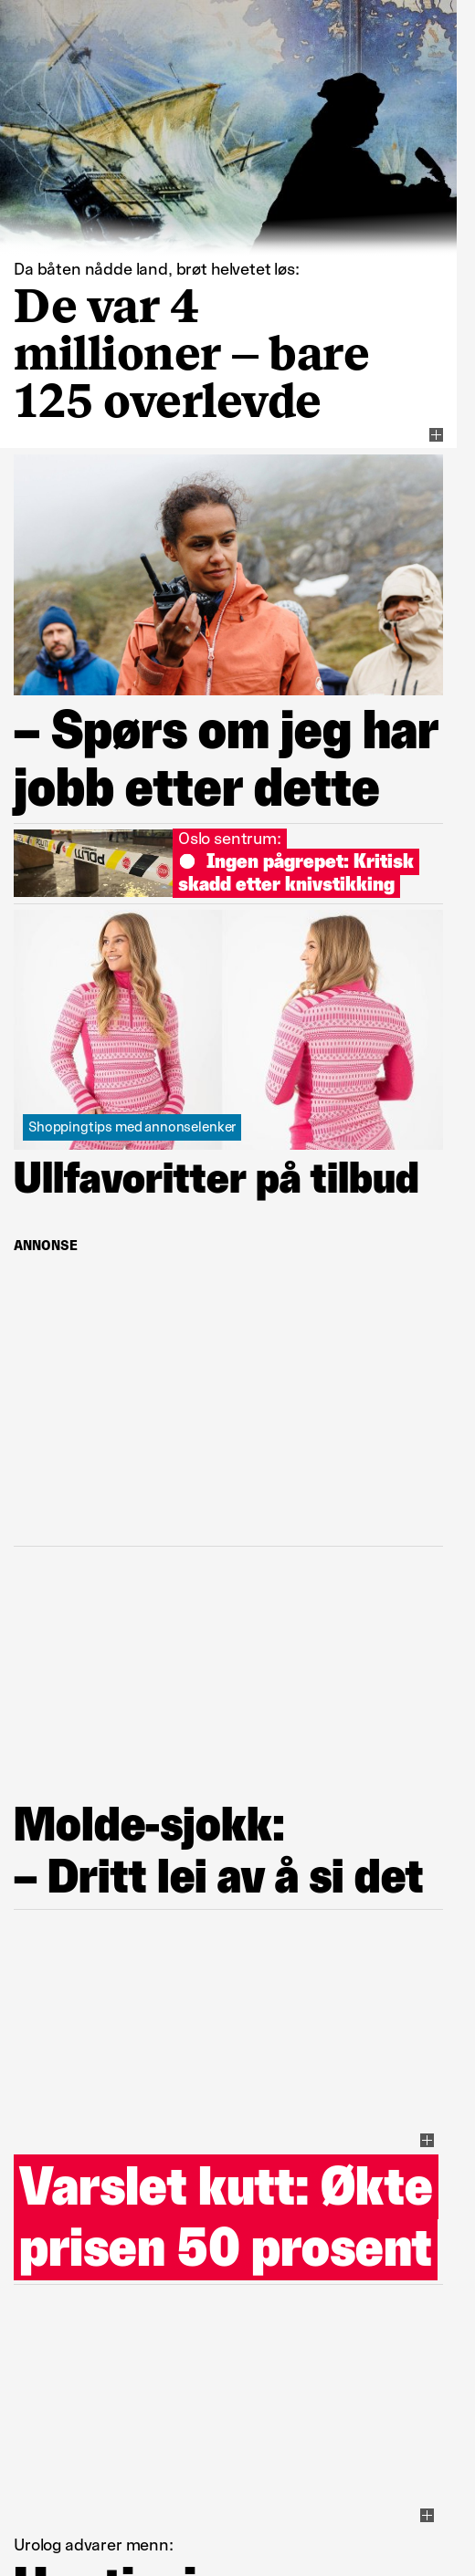 Da båten nådde land, brøt helvetet løs:
De var 4
millioner – bare
125 overlevde
– Spørs om jeg har
jobb etter dette
POLITI
Oslo sentrum:
Ingen pågrepet: Kritisk
skadd etter knivstikking
Shoppingtips med annonselenker
Ullfavoritter på tilbud
ANNONSE
Molde-sjokk:
– Dritt lei av å si det
Varslet kutt: Økte
prisen 50 prosent
Urolog advarer menn: